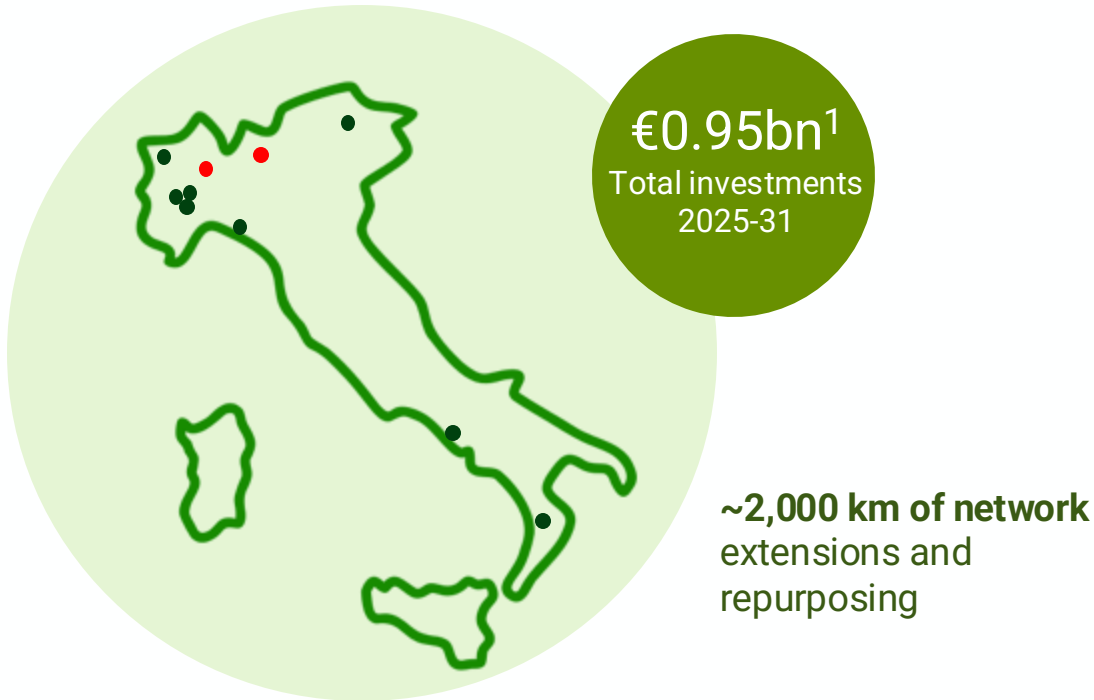 €0.95bn¹
Total investments
2025-31
~2,000 km of network
extensions and
repurposing